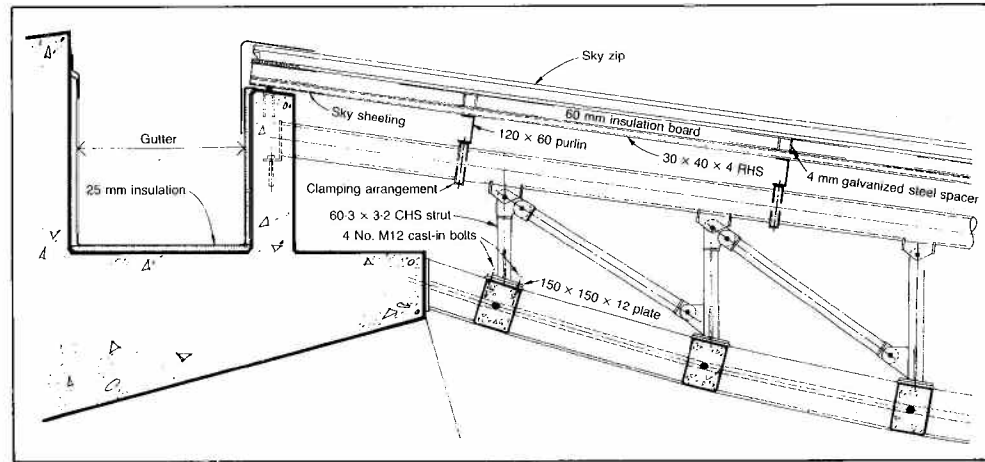 Sky zip
60 mm insulation board
Sky sheeting
120 × 60 purlin
30 × 40 × 4 RHS
Gutter
4 mm galvanized steel spacer
25 mm insulation
Clamping arrangement
60·3 × 3·2 CHS strut
4 No. M12 cast-in bolts
150 × 150 × 12 plate